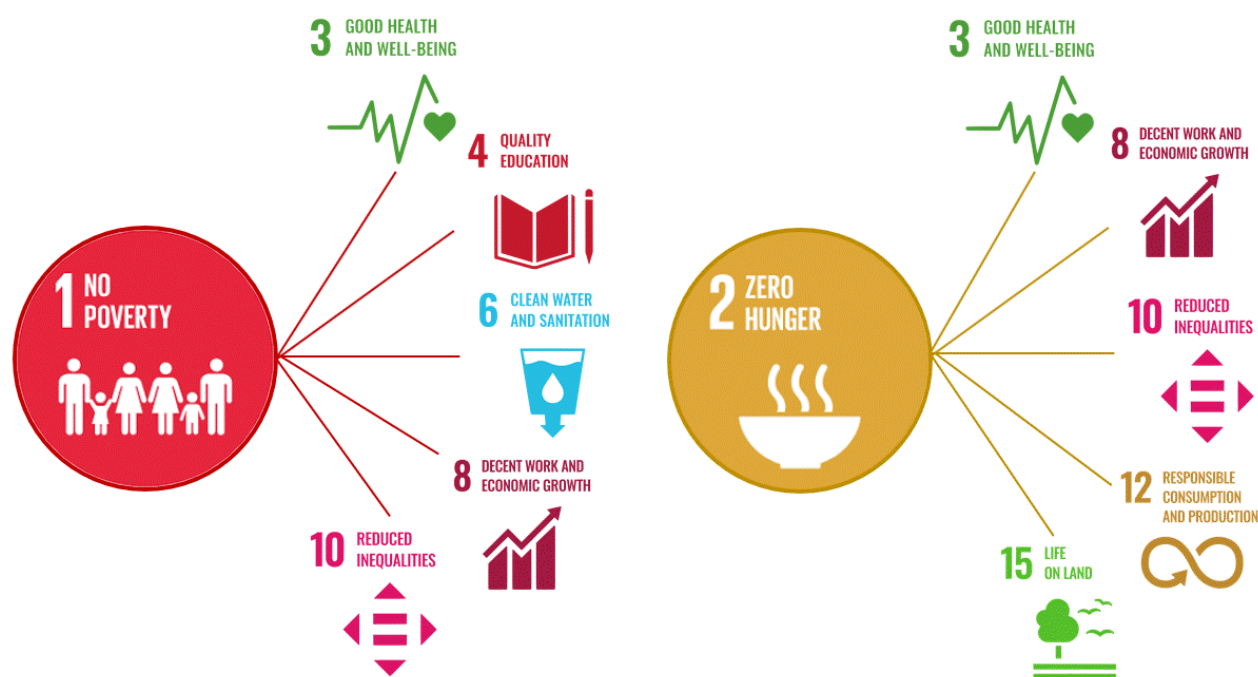 3 GOOD HEALTH
AND WELL-BEING
4 QUALITY
EDUCATION
1 NO
POVERTY
6 CLEAN WATER
AND SANITATION
8 DECENT WORK AND
ECONOMIC GROWTH
10 REDUCED
INEQUALITIES
3 GOOD HEALTH
AND WELL-BEING
8 DECENT WORK AND
ECONOMIC GROWTH
2 ZERO
HUNGER
10 REDUCED
INEQUALITIES
12 RESPONSIBLE
CONSUMPTION
AND PRODUCTION
15 LIFE
ON LAND